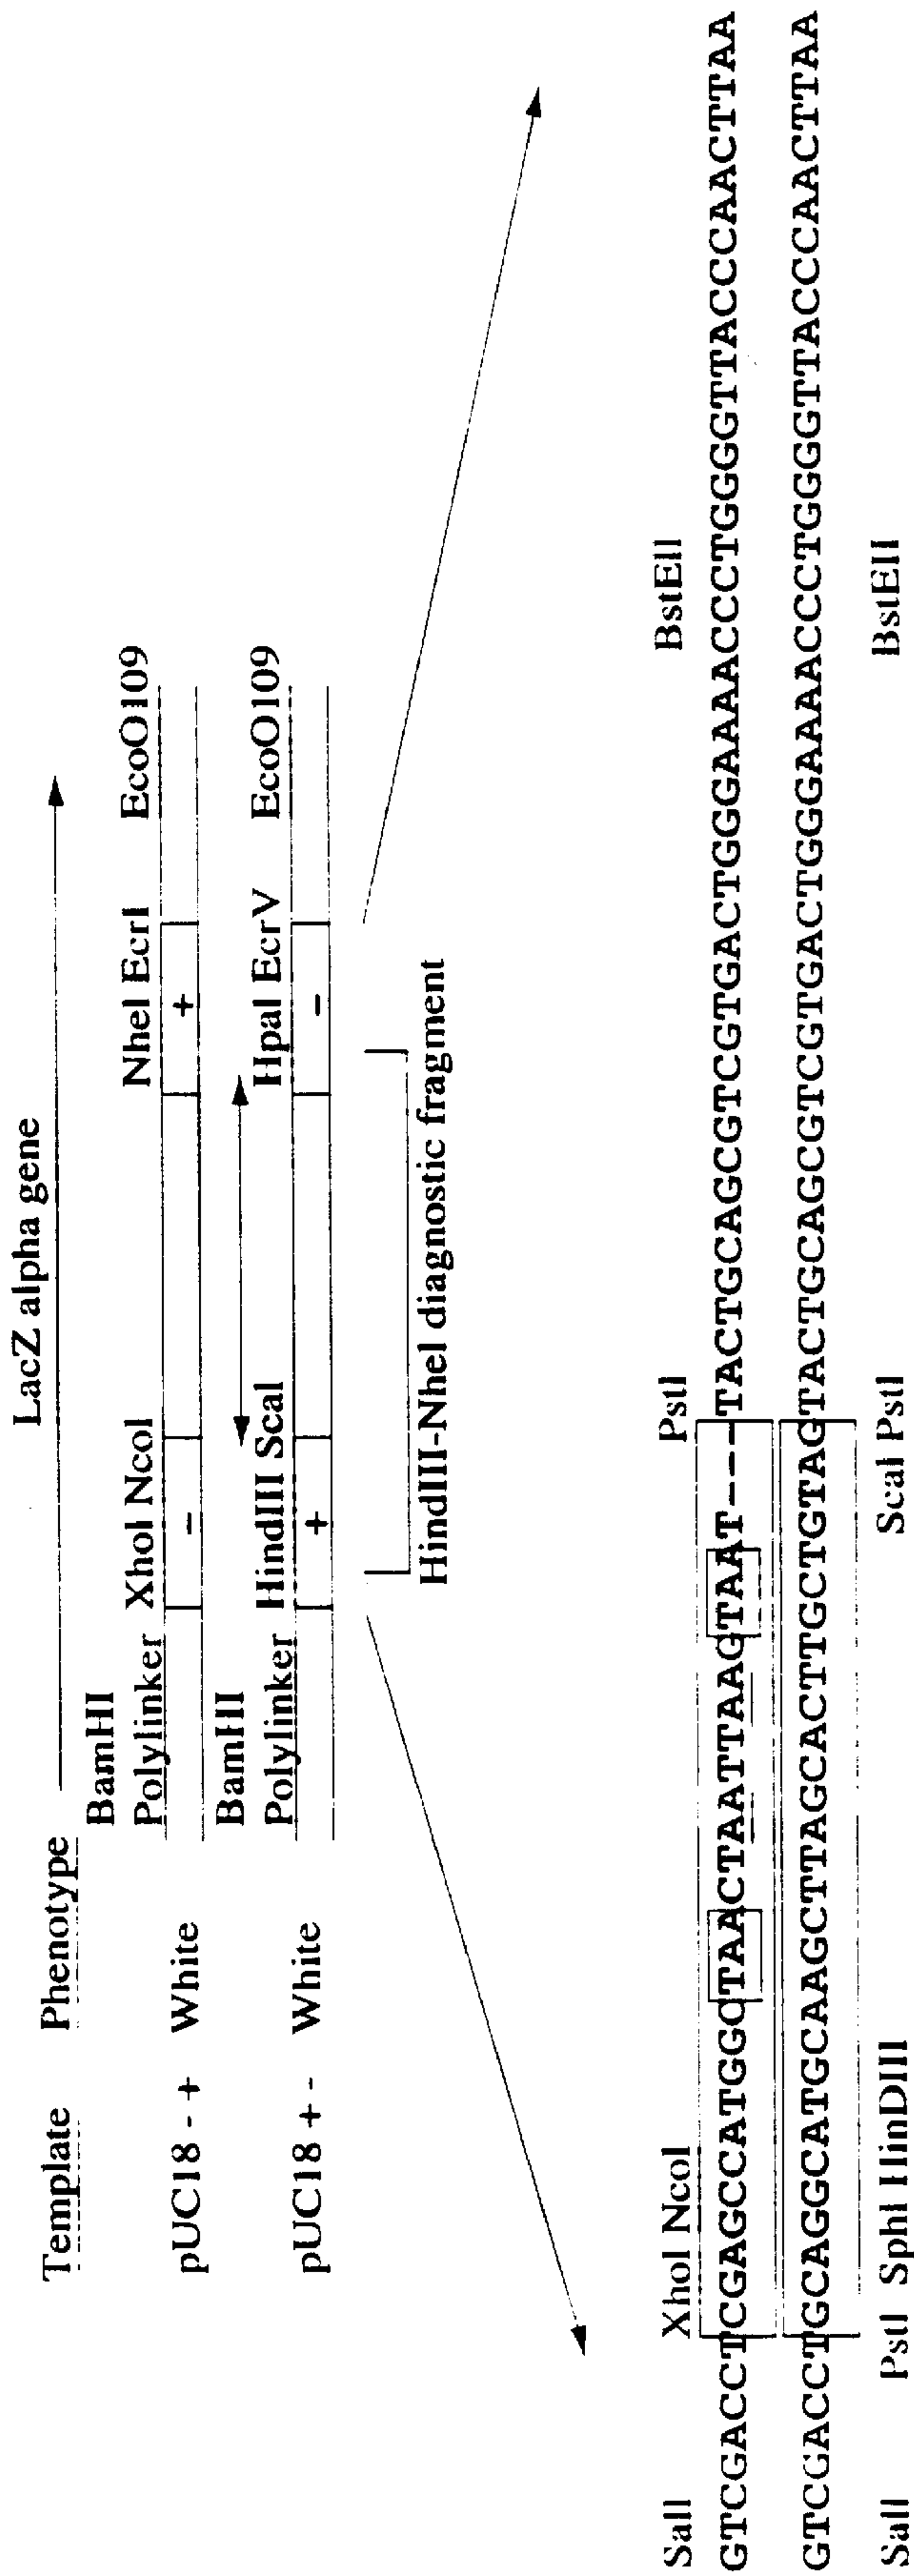 LacZ alpha gene
Template Phenotype
BamHI
Polylinker XhoI NcoI NheI EcrI EcoO109
pUC18 - + White - +
BamHI
Polylinker HindIII ScaI HpaI EcrV EcoO109
pUC18 + - White + -
HindIII-NheI diagnostic fragment
SalI XhoI NcoI PstI BstEII
GTCGACCTCGAGCCATGGCTAACTAATTAAGTAAT---TACTGCAGCGTCGTGACTGGGAAAACCCTGGGGTTACCCAACTTAA
GTCGACCTGCAGGCATGCAAGCTTAGCACTTGCTGTAGTACTGCAGCGTCGTGACTGGGAAAACCCTGGGGTTACCCAACTTAA
SalI PstI SphI HinDIII ScaI PstI BstEII